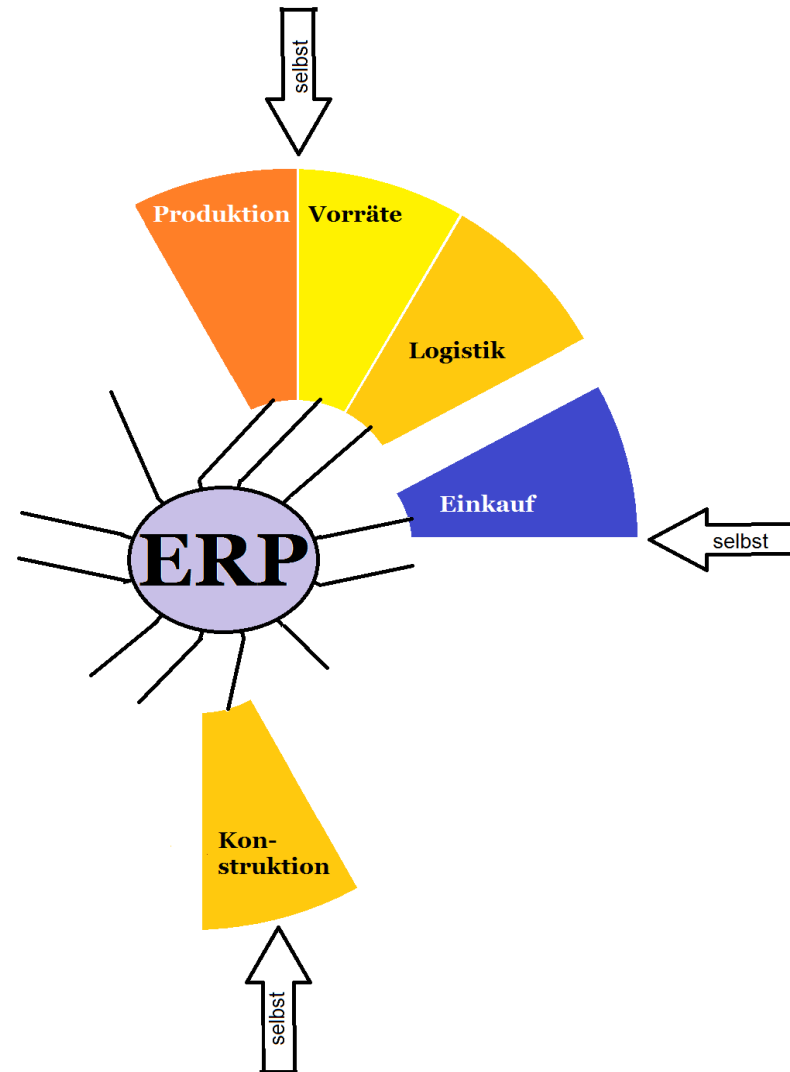 selbst
Produktion
Vorräte
Logistik
Einkauf
selbst
ERP
Kon-
struktion
selbst